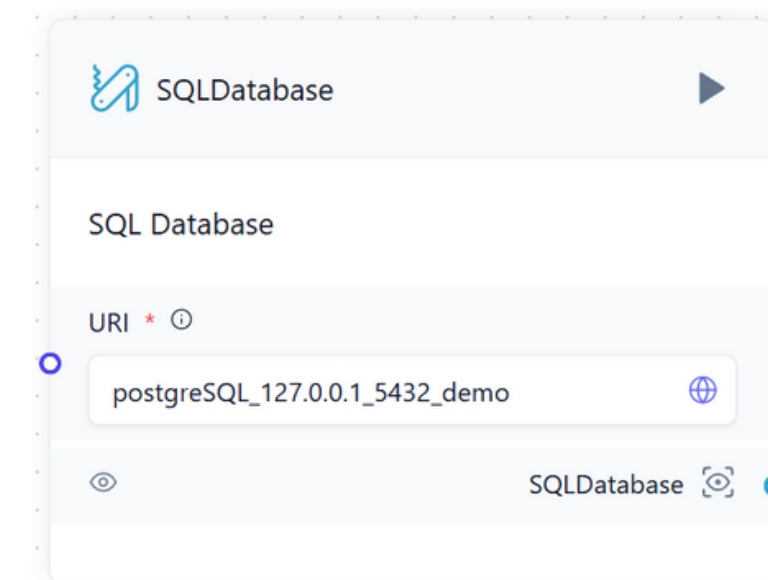 SQLDatabase
SQL Database
URI *
postgreSQL_127.0.0.1_5432_demo
SQLDatabase